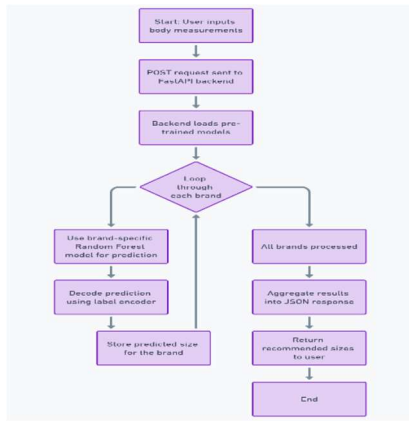 Start: User inputs
body measurements
POST request sent to
FastAPI backend
Backend loads pre-
trained models
Loop
through
each brand
Use brand-specific
Random Forest
model for prediction
Decode prediction
using label encoder
Store predicted size
for the brand
All brands processed
Aggregate results
into JSON response
Return
recommended sizes
to user
End